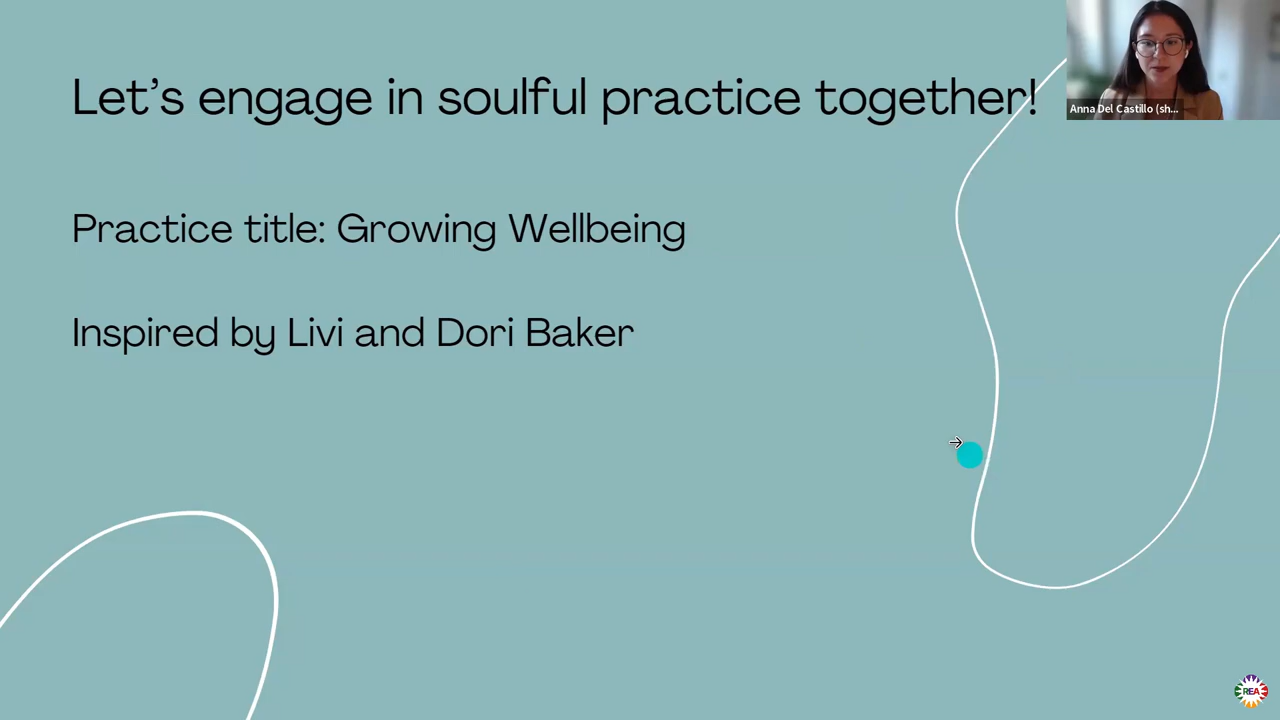 Let's engage in soulful practice together!
Anna Del Castillo (sh...
Practice title: Growing Wellbeing
Inspired by Livi and Dori Baker
REA